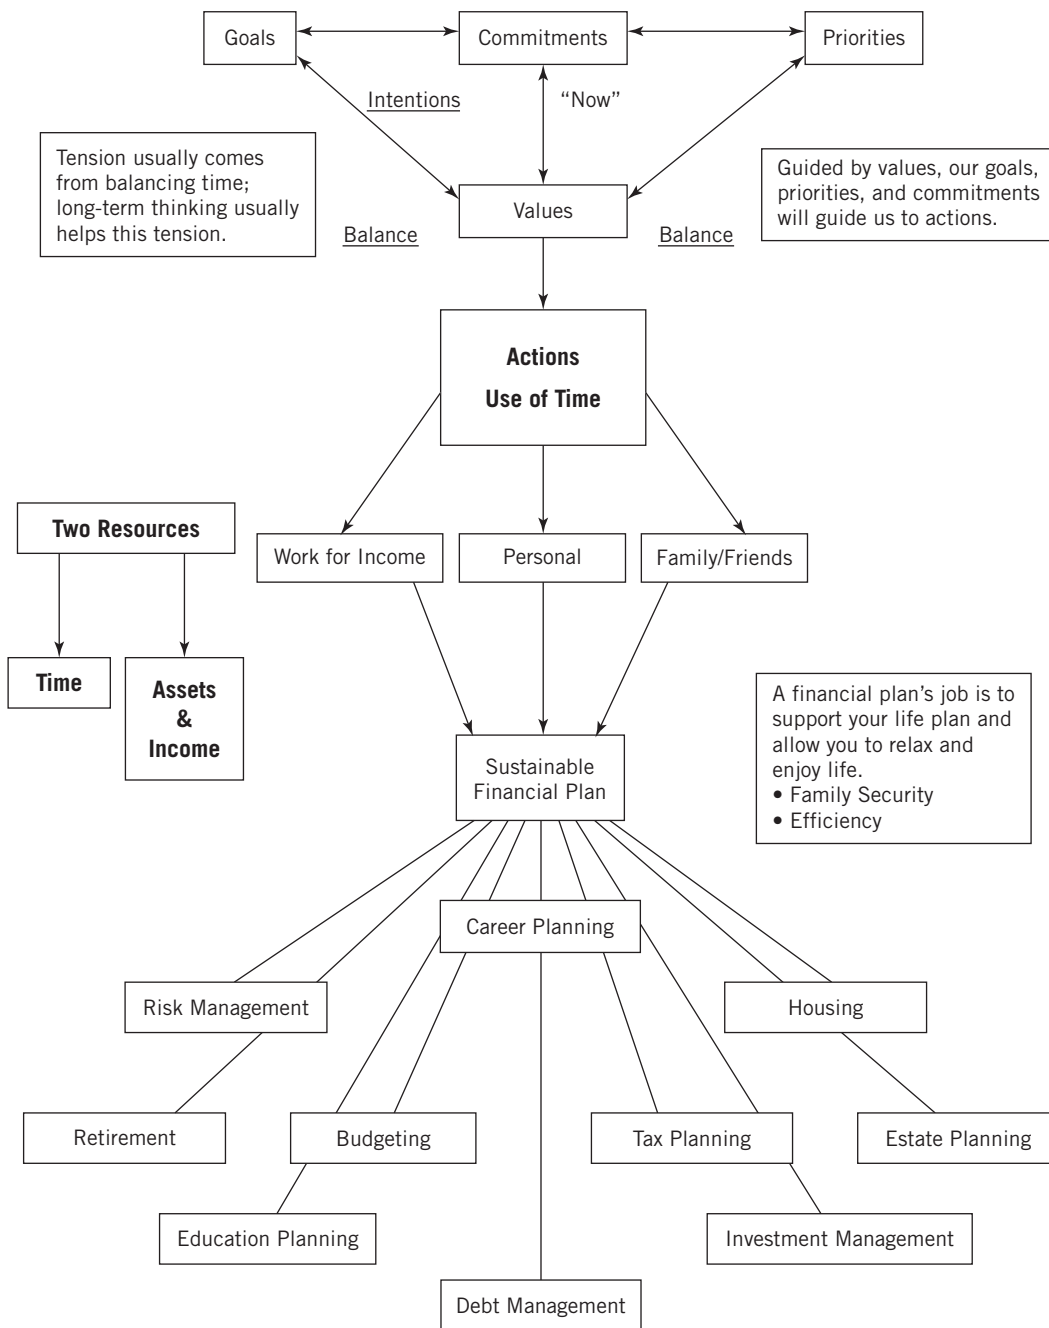 Goals
Commitments
Priorities
Intentions
“Now”
Tension usually comes
from balancing time;
long-term thinking usually
helps this tension.
Guided by values, our goals,
priorities, and commitments
will guide us to actions.
Values
Balance
Balance
Actions
Use of Time
Two Resources
Work for Income
Personal
Family/Friends
Time
Assets
&
Income
A financial plan’s job is to
support your life plan and
allow you to relax and
enjoy life.
• Family Security
• Efficiency
Sustainable
Financial Plan
Career Planning
Risk Management
Housing
Retirement
Budgeting
Tax Planning
Estate Planning
Education Planning
Investment Management
Debt Management